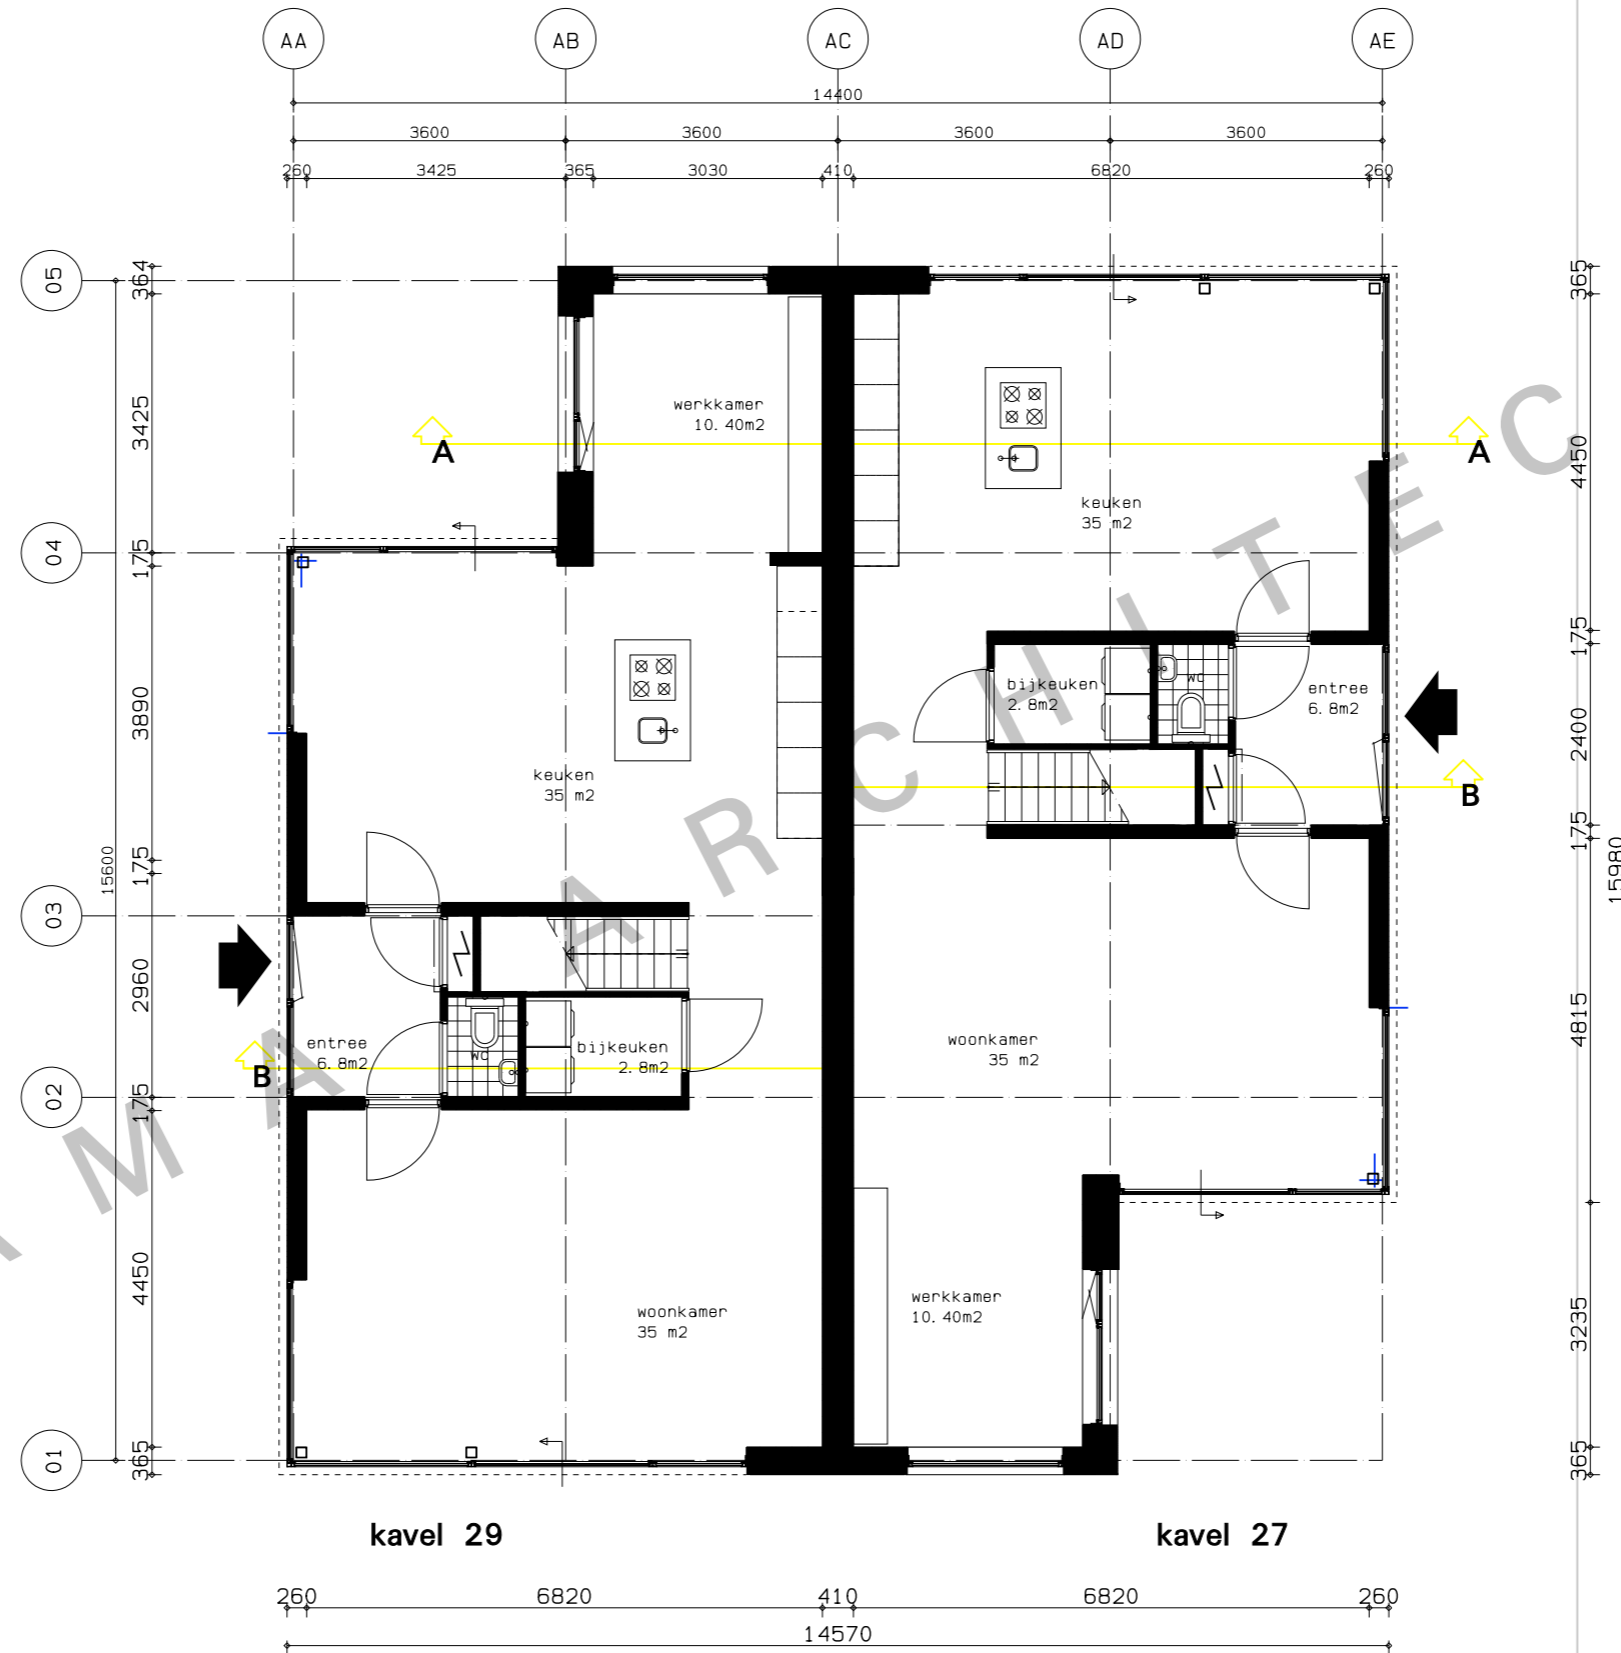 AA AB AC AD AE
14400
3600 3600 3600 3600
260 3425 365 3030 410 6820 260
05
04
03
02
01
15600
364
3425
175
3890
175
2960
175
4450
365
365
4450
175
2400
175
4815
3235
365
15980
werkkamer
10.40m2
A
A
keuken
35 m2
bijkeuken
2.8m2
wc
entree
6.8m2
B
keuken
35 m2
entree
6.8m2
wc
bijkeuken
2.8m2
B
woonkamer
35 m2
woonkamer
35 m2
werkkamer
10.40m2
M A A R C H I T E C
kavel 29
kavel 27
260 6820 410 6820 260
14570